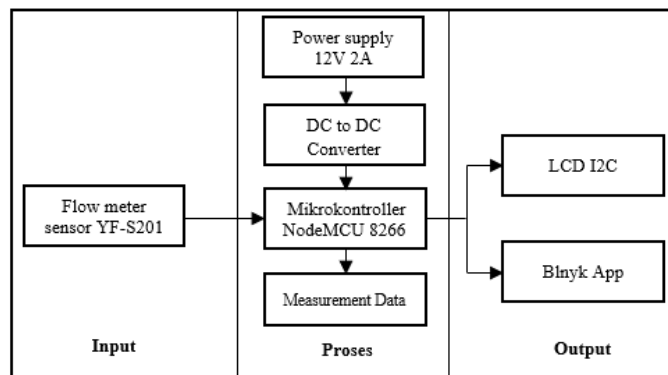 Power supply
12V 2A
DC to DC
Converter
Flow meter
sensor YF-S201
Mikrokontroller
NodeMCU 8266
LCD I2C
Blnyk App
Measurement Data
Input
Proses
Output